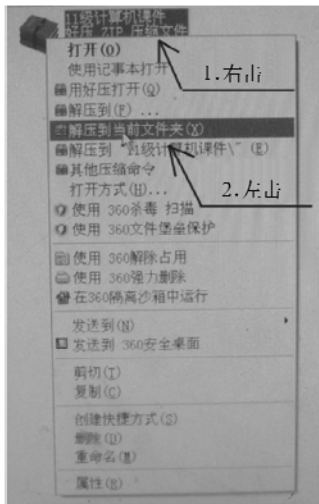 11级计算机课件
好压 ZIP 压缩文件
打开(O)
使用记事本打开
1.右击
用好压打开(Q)
解压到(F)...
解压到当前文件夹(X)
解压到 "11级计算机课件\" (E)
其他压缩命令
打开方式(H)...
2.左击
使用 360杀毒 扫描
使用 360文件堡垒保护
使用 360解除占用
使用 360强力删除
在360隔离沙箱中运行
发送到(N)
发送到 360安全桌面
剪切(T)
复制(C)
创建快捷方式(S)
删除(D)
重命名(M)
属性(R)